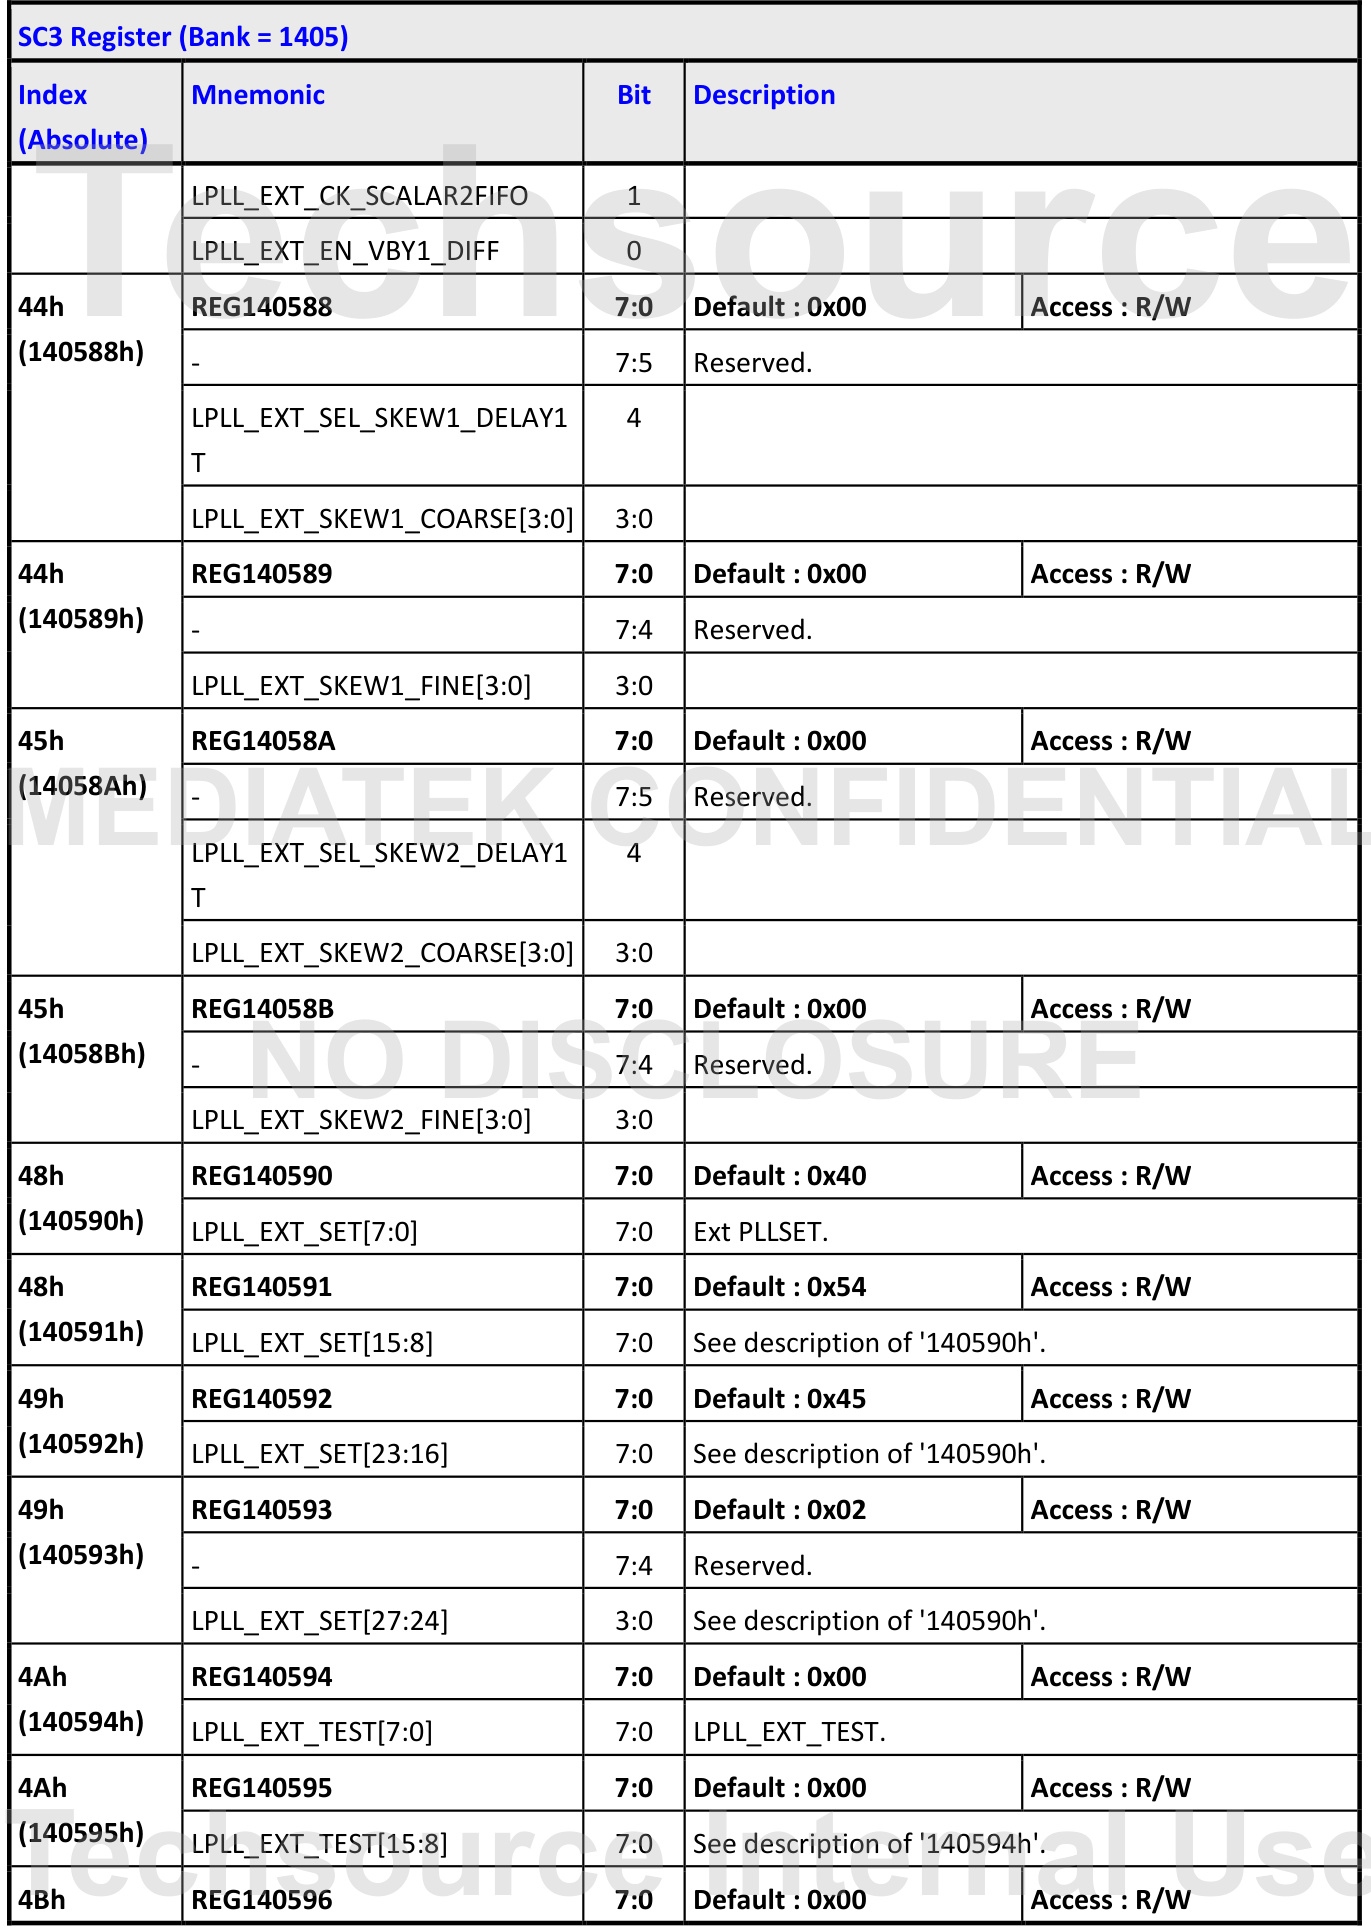 SC3 Register (Bank = 1405)
Index (Absolute) Mnemonic Bit Description
LPLL_EXT_CK_SCALAR2FIFO 1
LPLL_EXT_EN_VBY1_DIFF 0
Techsource
44h (140588h) REG140588 7:0 Default : 0x00 Access : R/W
- 7:5 Reserved.
LPLL_EXT_SEL_SKEW1_DELAY1 4
T
LPLL_EXT_SKEW1_COARSE[3:0] 3:0
44h (140589h) REG140589 7:0 Default : 0x00 Access : R/W
- 7:4 Reserved.
LPLL_EXT_SKEW1_FINE[3:0] 3:0
45h (14058Ah) REG14058A 7:0 Default : 0x00 Access : R/W
- 7:5 Reserved.
MEDIATEK CONFIDENTIAL
LPLL_EXT_SEL_SKEW2_DELAY1 4
T
LPLL_EXT_SKEW2_COARSE[3:0] 3:0
45h (14058Bh) REG14058B 7:0 Default : 0x00 Access : R/W
- 7:4 Reserved.
NO DISCLOSURE
LPLL_EXT_SKEW2_FINE[3:0] 3:0
48h (140590h) REG140590 7:0 Default : 0x40 Access : R/W
LPLL_EXT_SET[7:0] 7:0 Ext PLLSET.
48h (140591h) REG140591 7:0 Default : 0x54 Access : R/W
LPLL_EXT_SET[15:8] 7:0 See description of '140590h'.
49h (140592h) REG140592 7:0 Default : 0x45 Access : R/W
LPLL_EXT_SET[23:16] 7:0 See description of '140590h'.
49h (140593h) REG140593 7:0 Default : 0x02 Access : R/W
- 7:4 Reserved.
LPLL_EXT_SET[27:24] 3:0 See description of '140590h'.
4Ah (140594h) REG140594 7:0 Default : 0x00 Access : R/W
LPLL_EXT_TEST[7:0] 7:0 LPLL_EXT_TEST.
4Ah (140595h) REG140595 7:0 Default : 0x00 Access : R/W
LPLL_EXT_TEST[15:8] 7:0 See description of '140594h'.
Techsource Internal Use
4Bh REG140596 7:0 Default : 0x00 Access : R/W